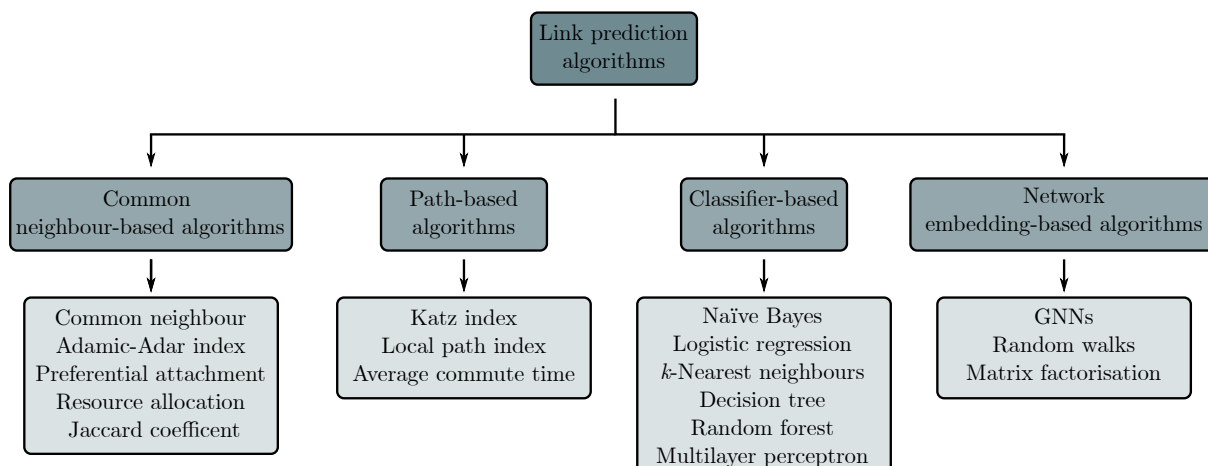 Link prediction
algorithms
Common
neighbour-based algorithms
Path-based
algorithms
Classifier-based
algorithms
Network
embedding-based algorithms
Common neighbour
Adamic-Adar index
Preferential attachment
Resource allocation
Jaccard coefficent
Katz index
Local path index
Average commute time
Naïve Bayes
Logistic regression
k-Nearest neighbours
Decision tree
Random forest
Multilayer perceptron
GNNs
Random walks
Matrix factorisation